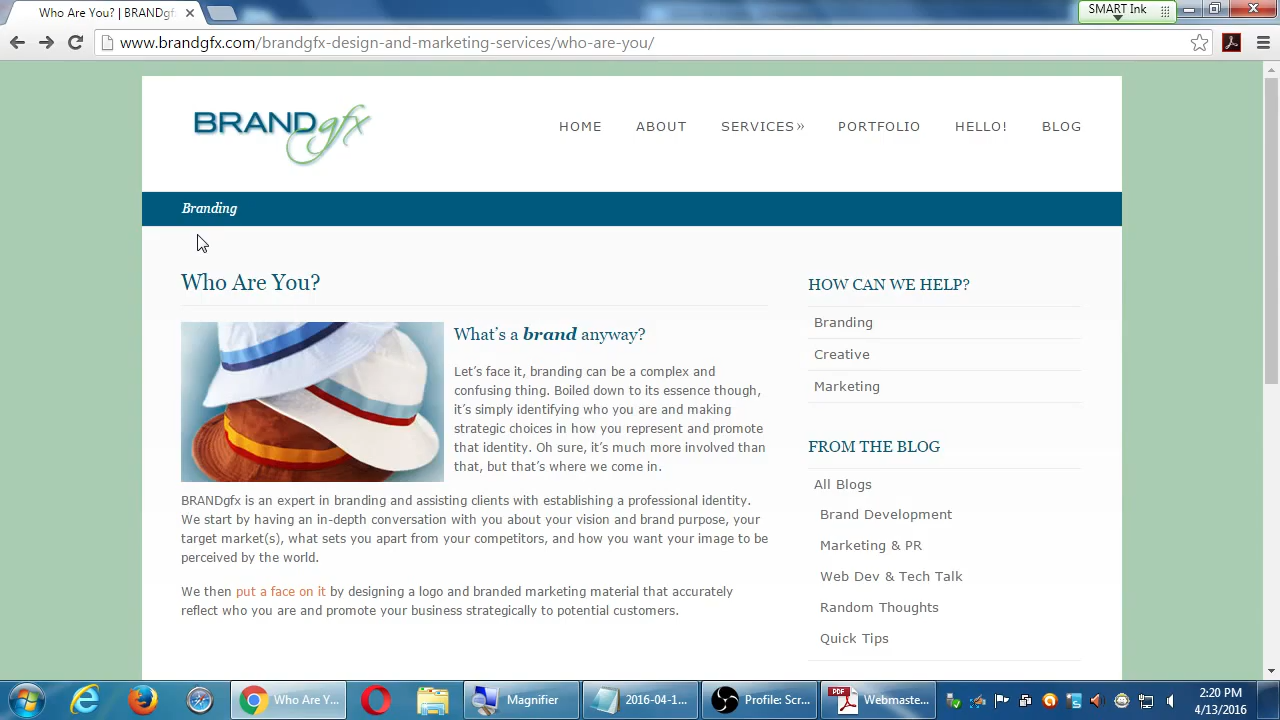 Who Are You? | BRANDgf
SMART Ink
www.brandgfx.com/brandgfx-design-and-marketing-services/who-are-you/
BRANDgfx
HOME ABOUT SERVICES» PORTFOLIO HELLO! BLOG
Branding
Who Are You?
What's a brand anyway?
Let's face it, branding can be a complex and
confusing thing. Boiled down to its essence though,
it's simply identifying who you are and making
strategic choices in how you represent and promote
that identity. Oh sure, it's much more involved than
that, but that's where we come in.
BRANDgfx is an expert in branding and assisting clients with establishing a professional identity.
We start by having an in-depth conversation with you about your vision and brand purpose, your
target market(s), what sets you apart from your competitors, and how you want your image to be
perceived by the world.
We then put a face on it by designing a logo and branded marketing material that accurately
reflect who you are and promote your business strategically to potential customers.
HOW CAN WE HELP?
Branding
Creative
Marketing
FROM THE BLOG
All Blogs
Brand Development
Marketing & PR
Web Dev & Tech Talk
Random Thoughts
Quick Tips
Who Are Y...
Magnifier
2016-04-1...
Profile: Scr...
PDF
Webmaste...
2:20 PM
4/13/2016